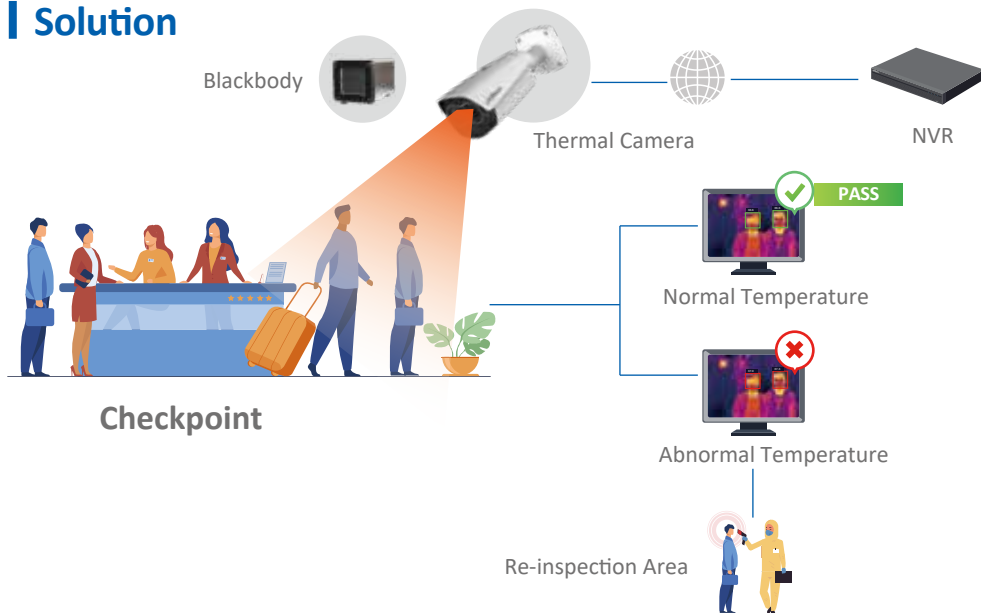 Solution
Blackbody
Thermal Camera
NVR
PASS
Normal Temperature
Checkpoint
Abnormal Temperature
Re-inspection Area